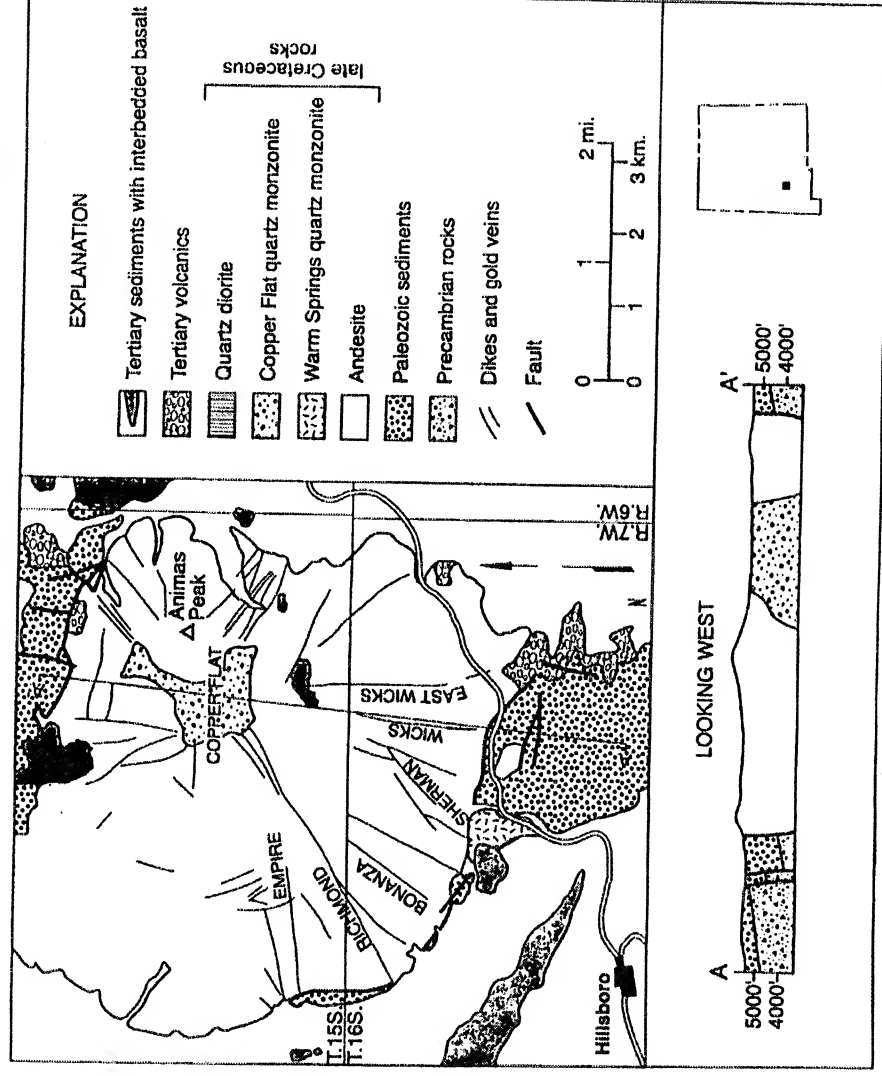 EXPLANATION
Tertiary sediments with interbedded basalt
Tertiary volcanics
Quartz diorite
Copper Flat quartz monzonite
Warm Springs quartz monzonite
Andesite
late Cretaceous
rocks
Paleozoic sediments
Precambrian rocks
Dikes and gold veins
Fault
0 1 2 mi.
0 1 2 3 km.
Animas
Peak
COPPER FLAT
EMPIRE
RICHMOND
BONANZA
SHERMAN
WICKS
EAST WICKS
T.15S.
T.16S.
R.7W.
R.6W.
N
Hillsboro
LOOKING WEST
A
A'
5000'
4000'
5000'
4000'